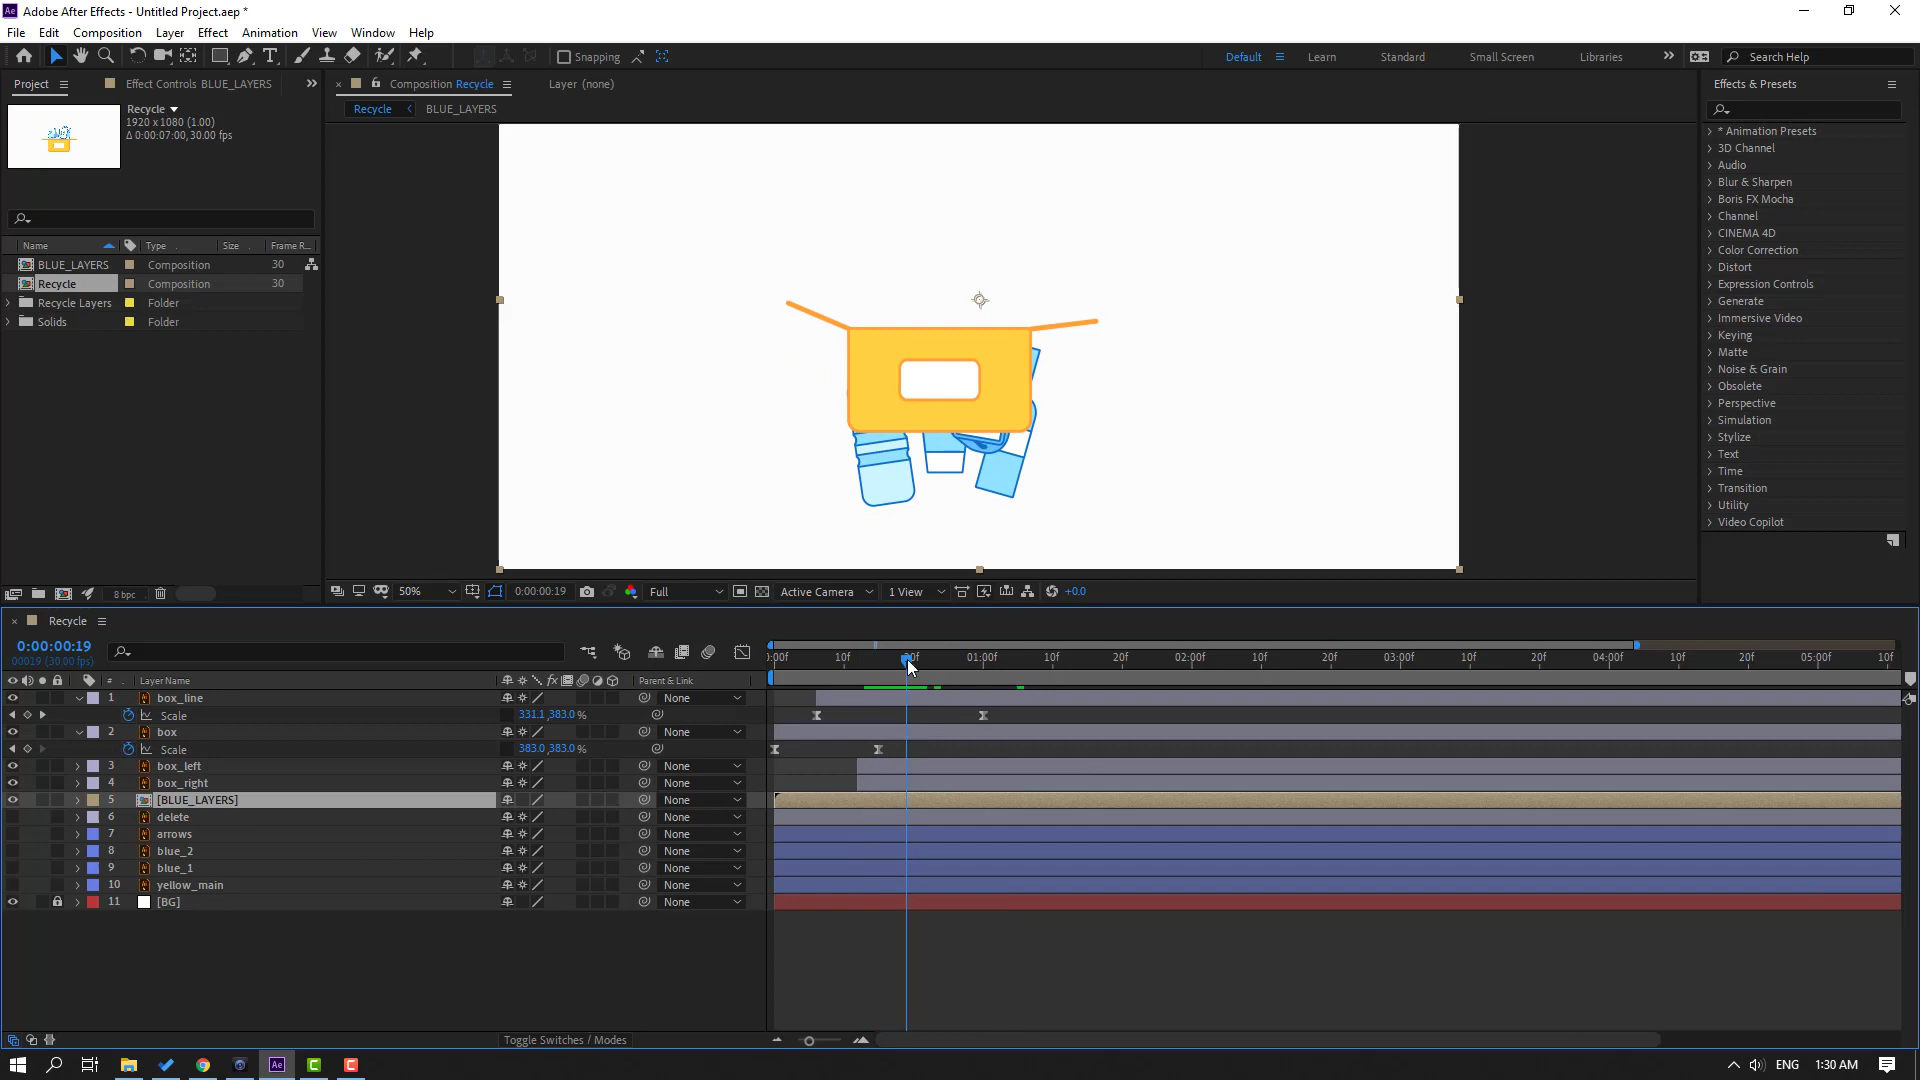 Adobe After Effects - Untitled Project.aep *
File Edit Composition Layer Effect Animation View Window Help
Snapping
Default Learn Standard Small Screen Libraries Search Help
Project Effect Controls BLUE_LAYERS
Composition Recycle Layer (none)
Effects & Presets
Recycle BLUE_LAYERS
Recycle
1920 x 1080 (1.00)
Δ 0:00:07:00, 30.00 fps
Name Type Size Frame R...
BLUE_LAYERS Composition 30
Recycle Composition 30
Recycle Layers Folder
Solids Folder
8 bpc
* Animation Presets
3D Channel
Audio
Blur & Sharpen
Boris FX Mocha
Channel
CINEMA 4D
Color Correction
Distort
Expression Controls
Generate
Immersive Video
Keying
Matte
Noise & Grain
Obsolete
Perspective
Simulation
Stylize
Text
Time
Transition
Utility
Video Copilot
50% 0:00:00:19 Full Active Camera 1 View +0.0
Recycle
0:00:00:19
00019 (30.00 fps)
10f 01:00f 10f 20f 02:00f 10f 20f 03:00f 10f 20f 04:00f 10f 20f 05:00f 10f
# Layer Name Parent & Link
1 box_line None
Scale 331.1,383.0 %
2 box None
Scale 383.0,383.0 %
3 box_left None
4 box_right None
5 [BLUE_LAYERS] None
6 delete None
7 arrows None
8 blue_2 None
9 blue_1 None
10 yellow_main None
11 [BG] None
Toggle Switches / Modes
ENG 1:30 AM